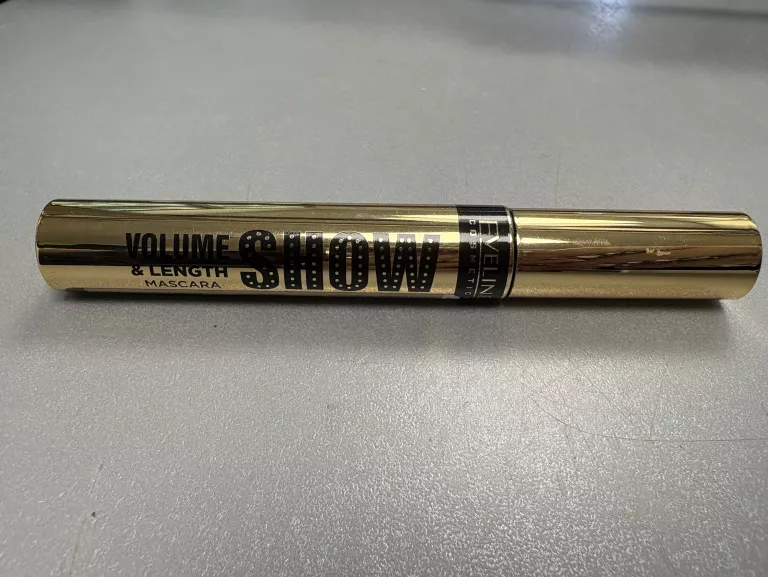 VOLUME
& LENGTH
MASCARA
SHOW
EVELINE
COSMETICS